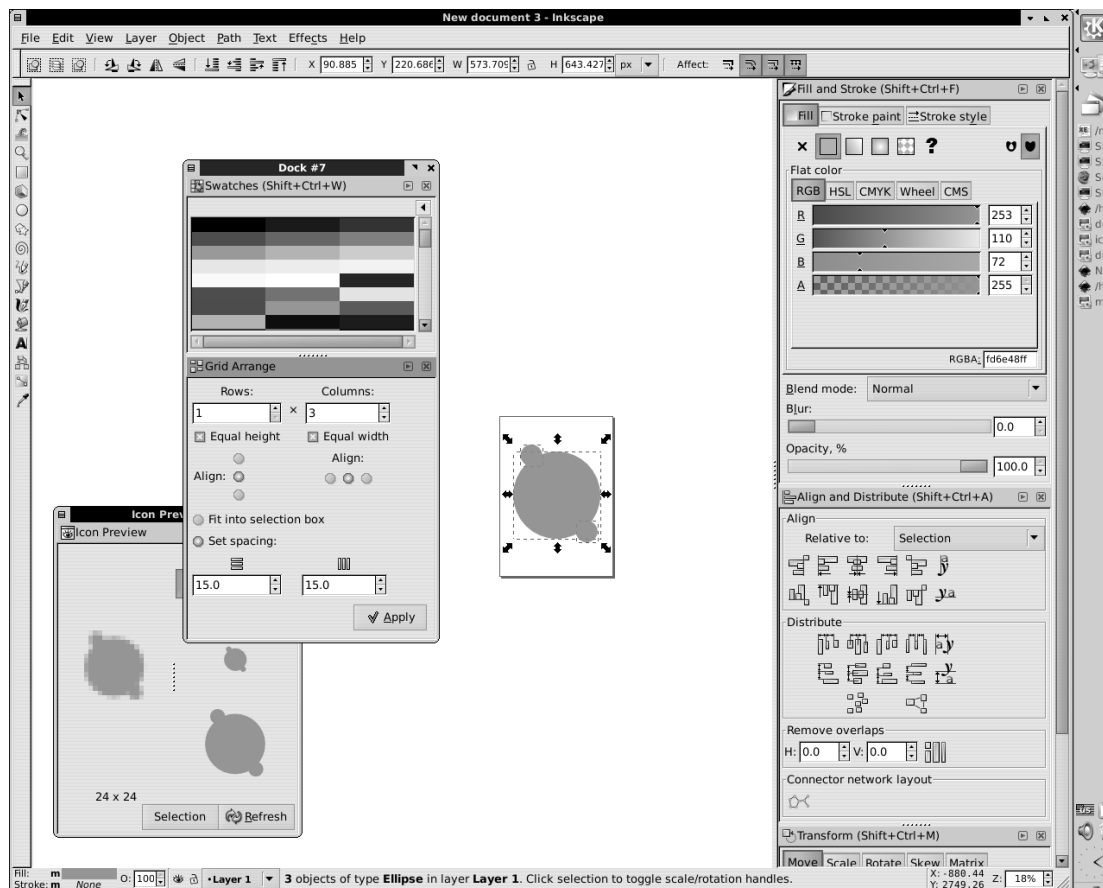 New document 3 - Inkscape
File Edit View Layer Object Path Text Effects Help
X 90.885 Y 220.686 W 573.709 H 643.427 px Affect:
Fill and Stroke (Shift+Ctrl+F)
Fill Stroke paint Stroke style
?
Flat color
RGB HSL CMYK Wheel CMS
R 253
G 110
B 72
A 255
RGBA: fd6e48ff
Blend mode: Normal
Blur:
0.0
Opacity, %
100.0
Align and Distribute (Shift+Ctrl+A)
Align
Relative to: Selection
Distribute
Remove overlaps
H: 0.0 V: 0.0
Connector network layout
Transform (Shift+Ctrl+M)
Move Scale Rotate Skew Matrix
Dock #7
Swatches (Shift+Ctrl+W)
Grid Arrange
Rows: Columns:
1 × 3
Equal height Equal width
Align:
Align:
Fit into selection box
Set spacing:
15.0 15.0
Apply
Icon Prev
Icon Preview
24 x 24
Selection Refresh
Fill: m O: 100 •Layer 1 3 objects of type Ellipse in layer Layer 1. Click selection to toggle scale/rotation handles. X: -880.44 Z: 18%
Stroke: m None Y: 2749.26